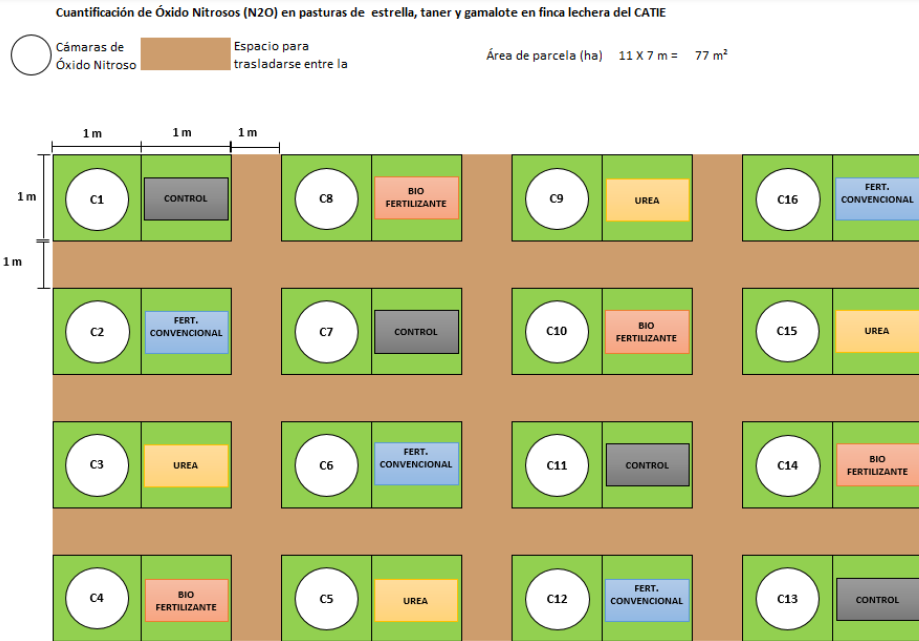 Cuantificación de Óxido Nitrosos (N2O) en pasturas de estrella, taner y gamalote en finca lechera del CATIE
Cámaras de
Óxido Nitroso
Espacio para
trasladarse entre la
Área de parcela (ha) 11 X 7 m = 77 m²
1 m 1 m 1 m
1 m
C1 CONTROL
C8 BIO
FERTILIZANTE
C9 UREA
C16 FERT.
CONVENCIONAL
1 m
C2 FERT.
CONVENCIONAL
C7 CONTROL
C10 BIO
FERTILIZANTE
C15 UREA
C3 UREA
C6 FERT.
CONVENCIONAL
C11 CONTROL
C14 BIO
FERTILIZANTE
C4 BIO
FERTILIZANTE
C5 UREA
C12 FERT.
CONVENCIONAL
C13 CONTROL